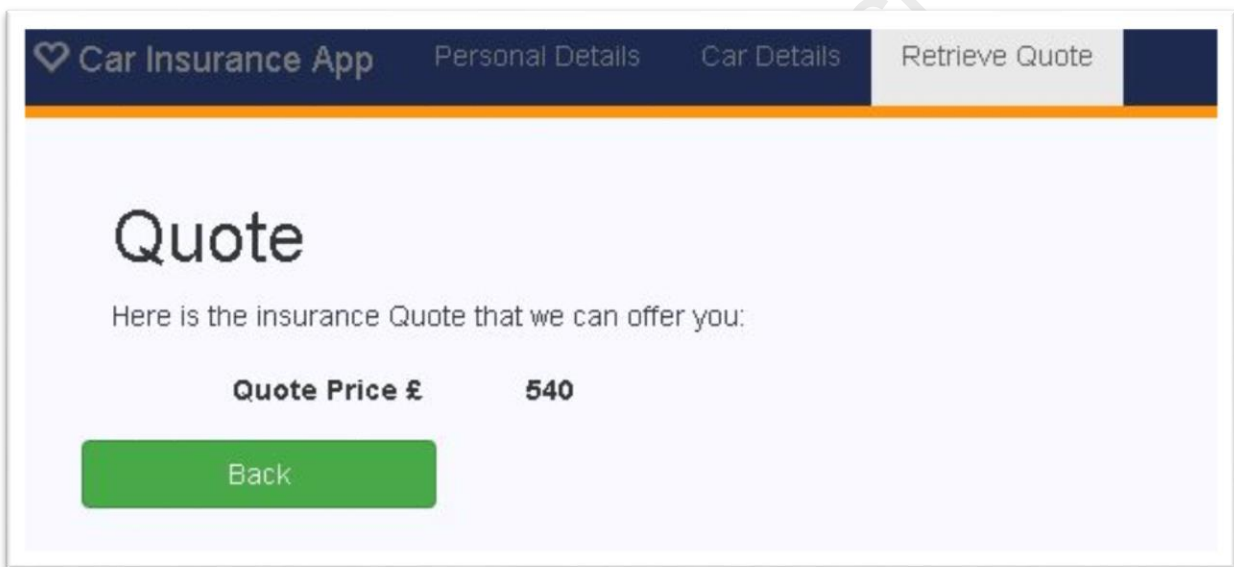 Car Insurance App Personal Details Car Details Retrieve Quote
Quote
Here is the insurance Quote that we can offer you:
Quote Price £ 540
Back